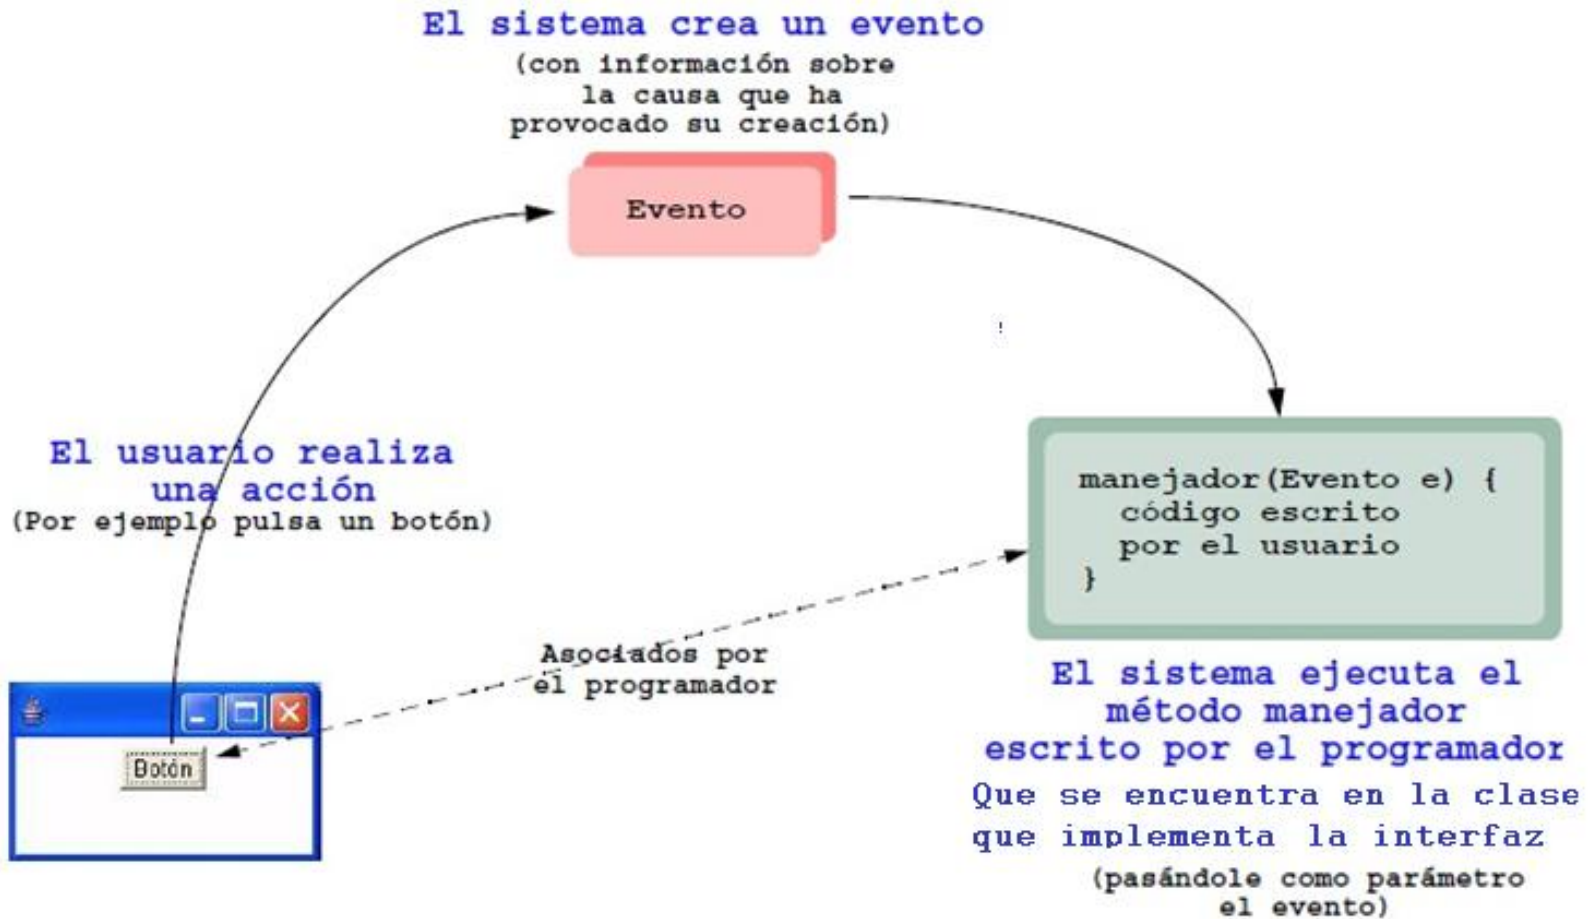 El sistema crea un evento
(con información sobre
la causa que ha
provocado su creación)
Evento
!
El usuario realiza
una acción
(Por ejemplo pulsa un botón)
manejador(Evento e) {
código escrito
por el usuario
}
Asociados por
el programador
Botón
El sistema ejecuta el
método manejador
escrito por el programador
Que se encuentra en la clase
que implementa la interfaz
(pasándole como parámetro
el evento)